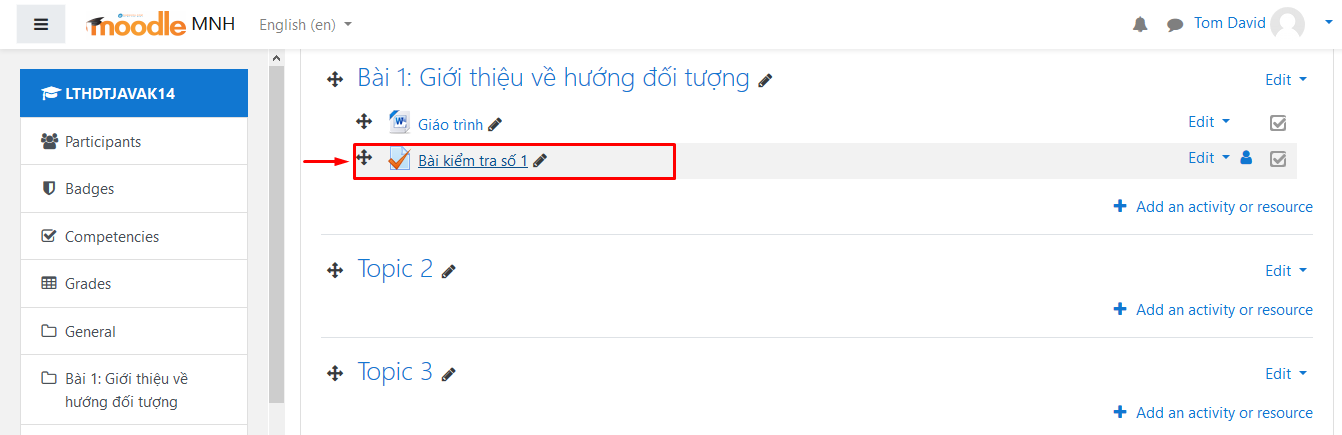 moodle MNH English (en) Tom David
LTHDTJAVAK14
Participants
Badges
Competencies
Grades
General
Bài 1: Giới thiệu về
hướng đối tượng
Bài 1: Giới thiệu về hướng đối tượng Edit
Giáo trình Edit
Bài kiểm tra số 1 Edit
Add an activity or resource
Topic 2 Edit
Add an activity or resource
Topic 3 Edit
Add an activity or resource